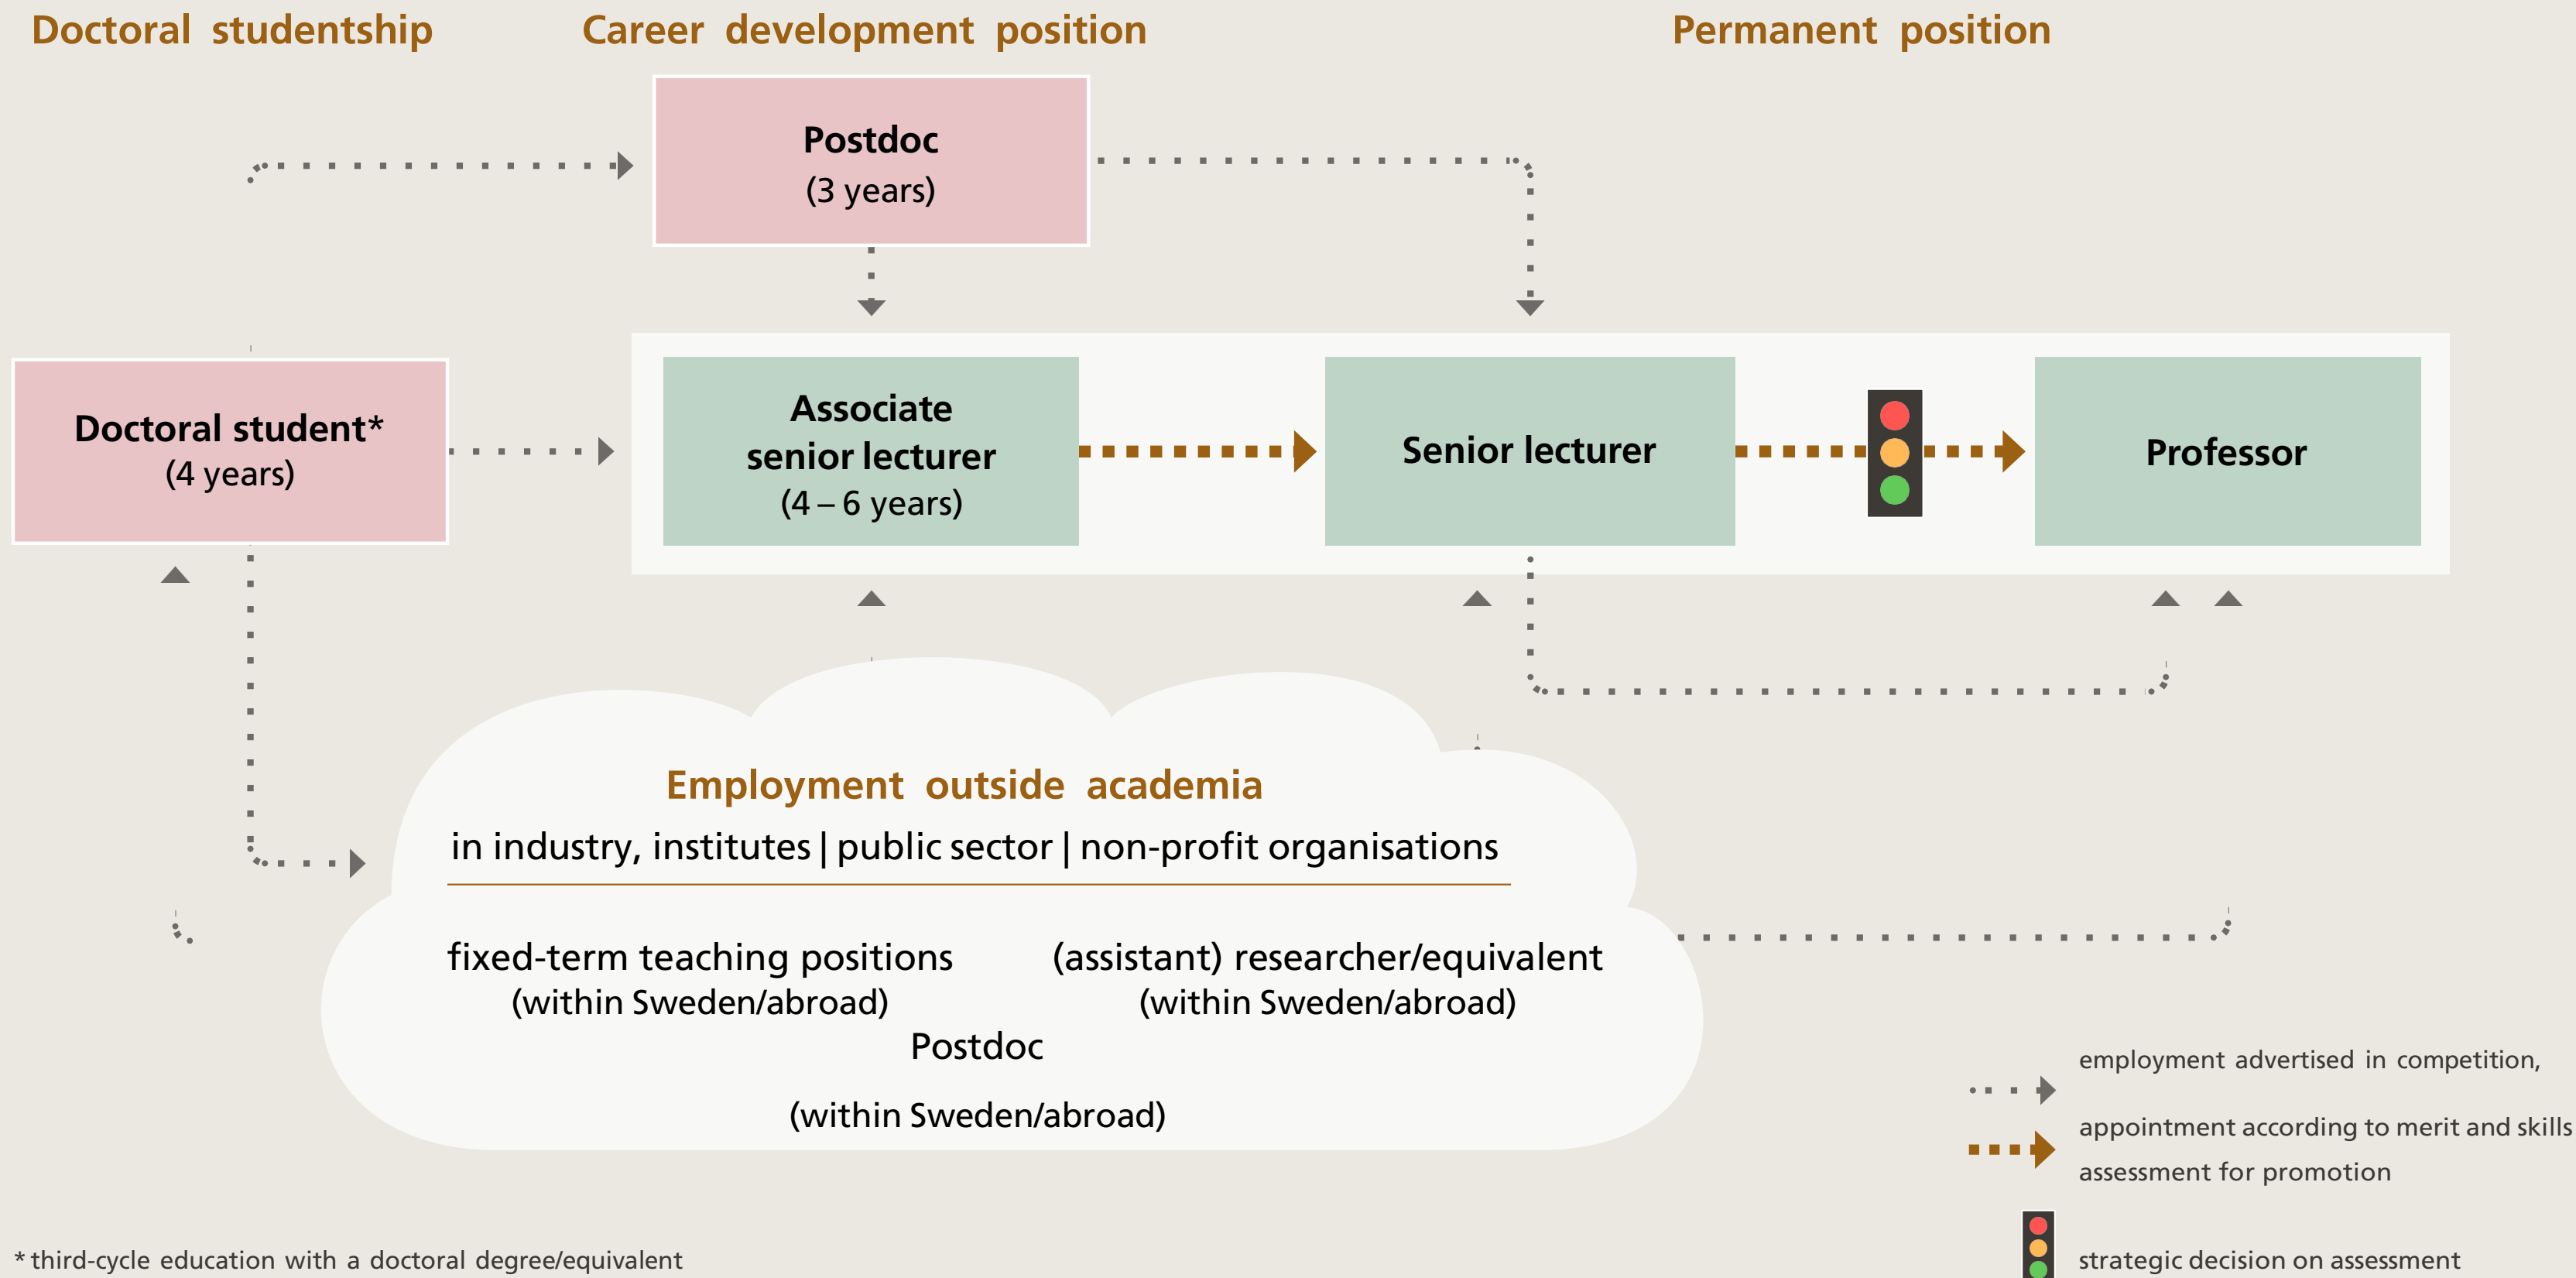 Doctoral studentship
Career development position
Permanent position
Postdoc
(3 years)
Doctoral student*
(4 years)
Associate
senior lecturer
(4 – 6 years)
Senior lecturer
Professor
Employment outside academia
in industry, institutes | public sector | non-profit organisations
fixed-term teaching positions
(within Sweden/abroad)
(assistant) researcher/equivalent
(within Sweden/abroad)
Postdoc
(within Sweden/abroad)
employment advertised in competition,
appointment according to merit and skills
assessment for promotion
strategic decision on assessment
* third-cycle education with a doctoral degree/equivalent